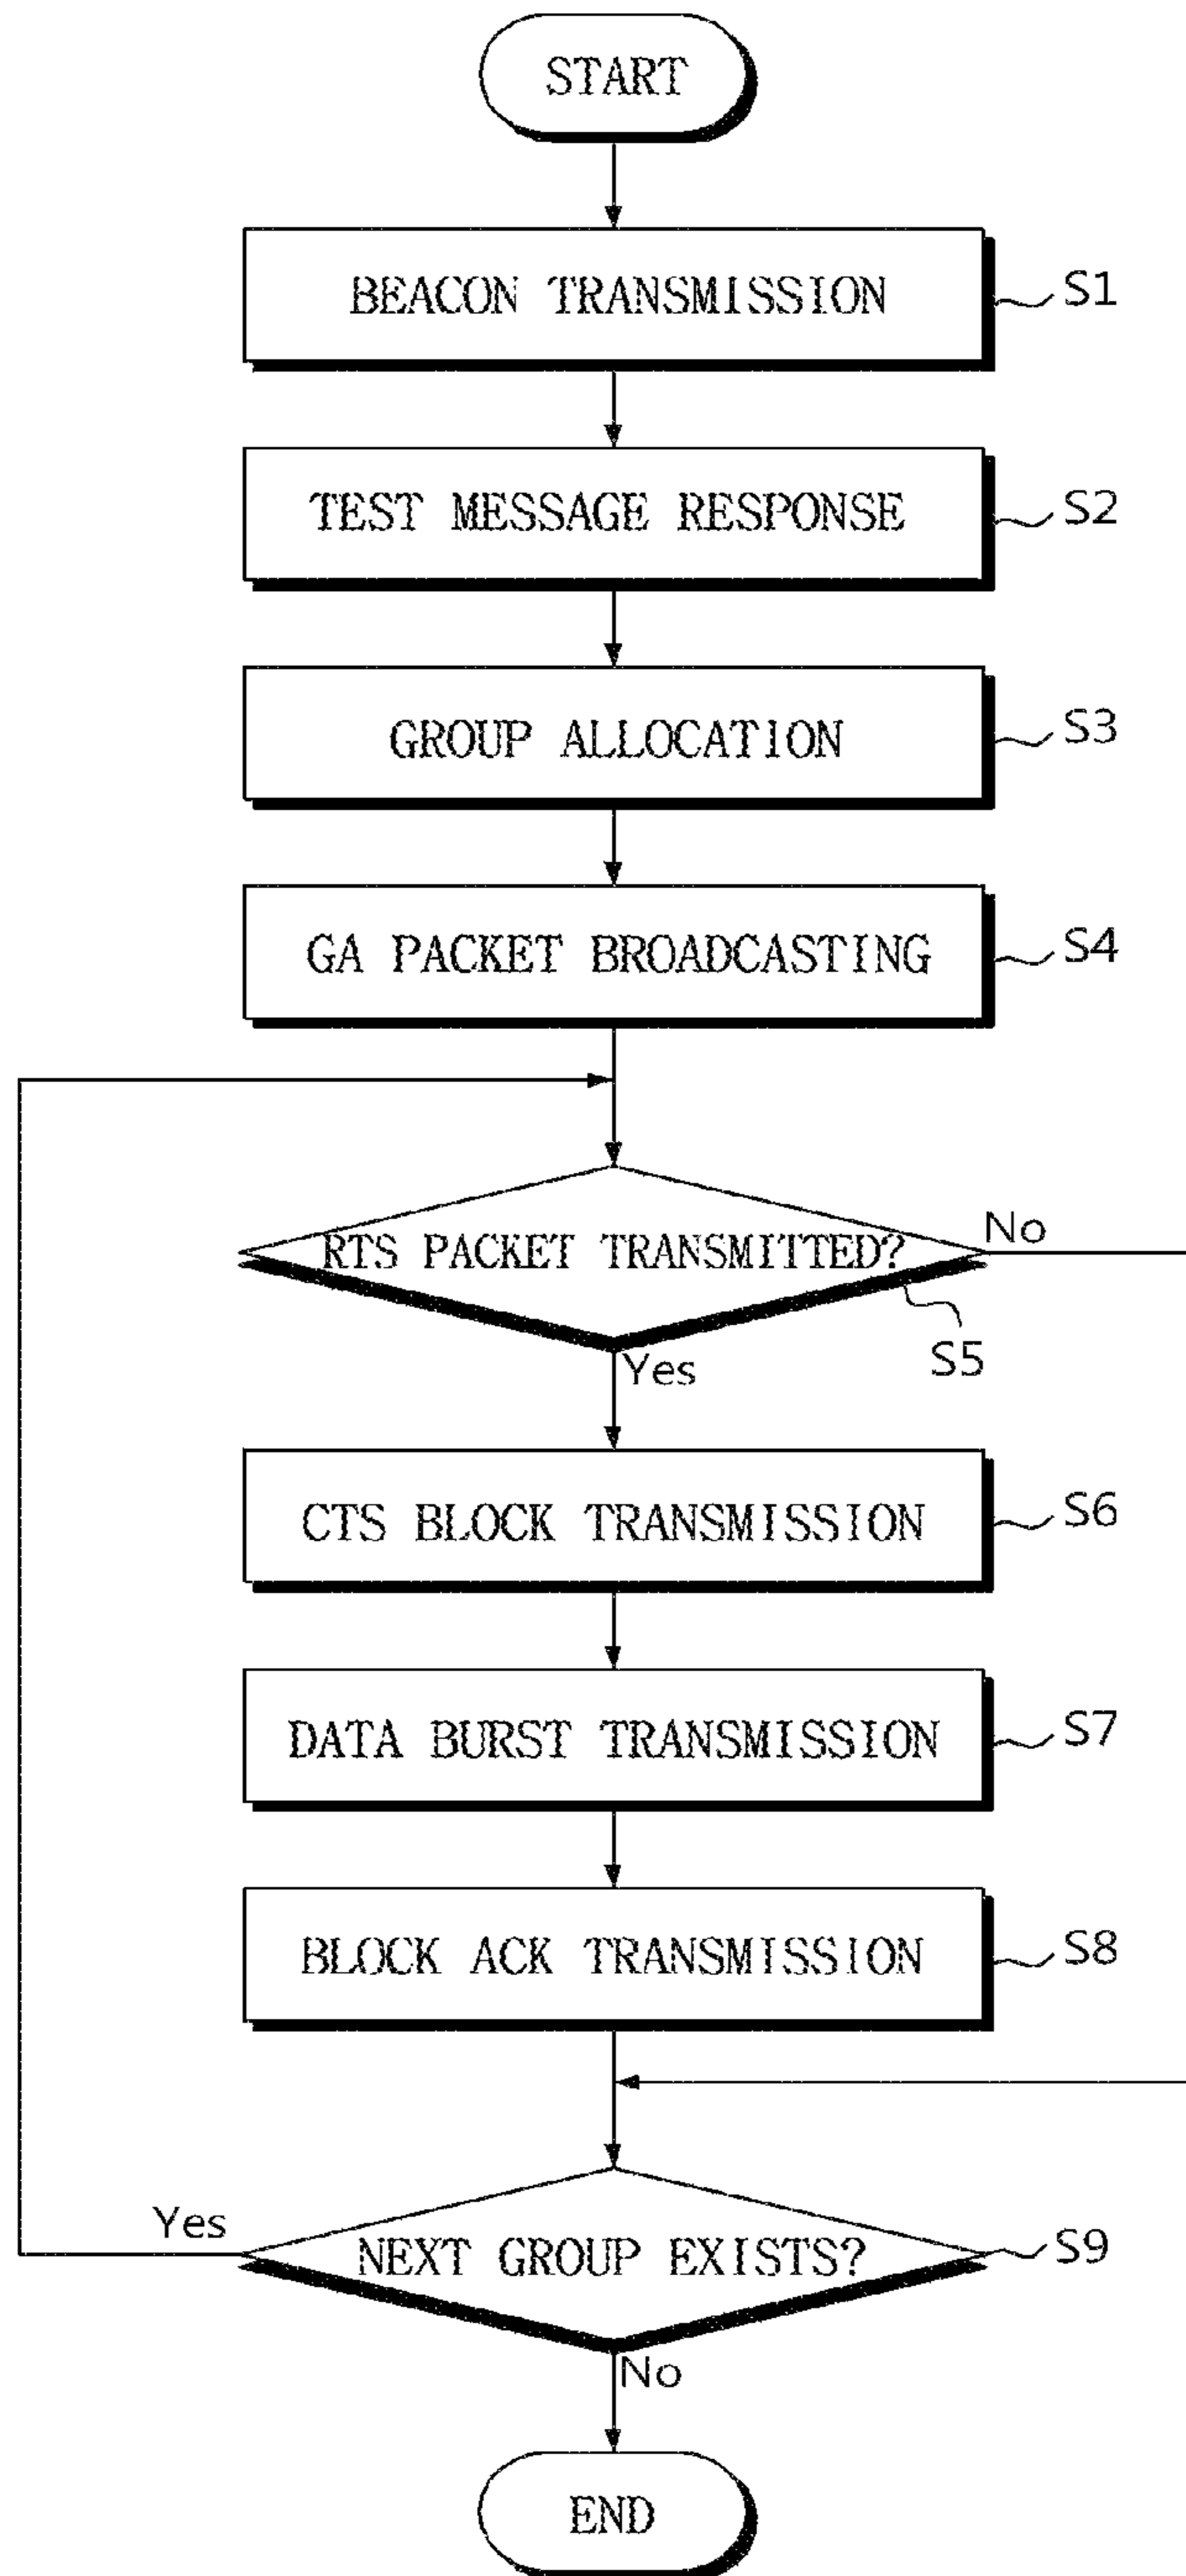 START
BEACON TRANSMISSION
S1
TEST MESSAGE RESPONSE
S2
GROUP ALLOCATION
S3
GA PACKET BROADCASTING
S4
RTS PACKET TRANSMITTED?
No
S5
Yes
CTS BLOCK TRANSMISSION
S6
DATA BURST TRANSMISSION
S7
BLOCK ACK TRANSMISSION
S8
Yes
NEXT GROUP EXISTS?
S9
No
END